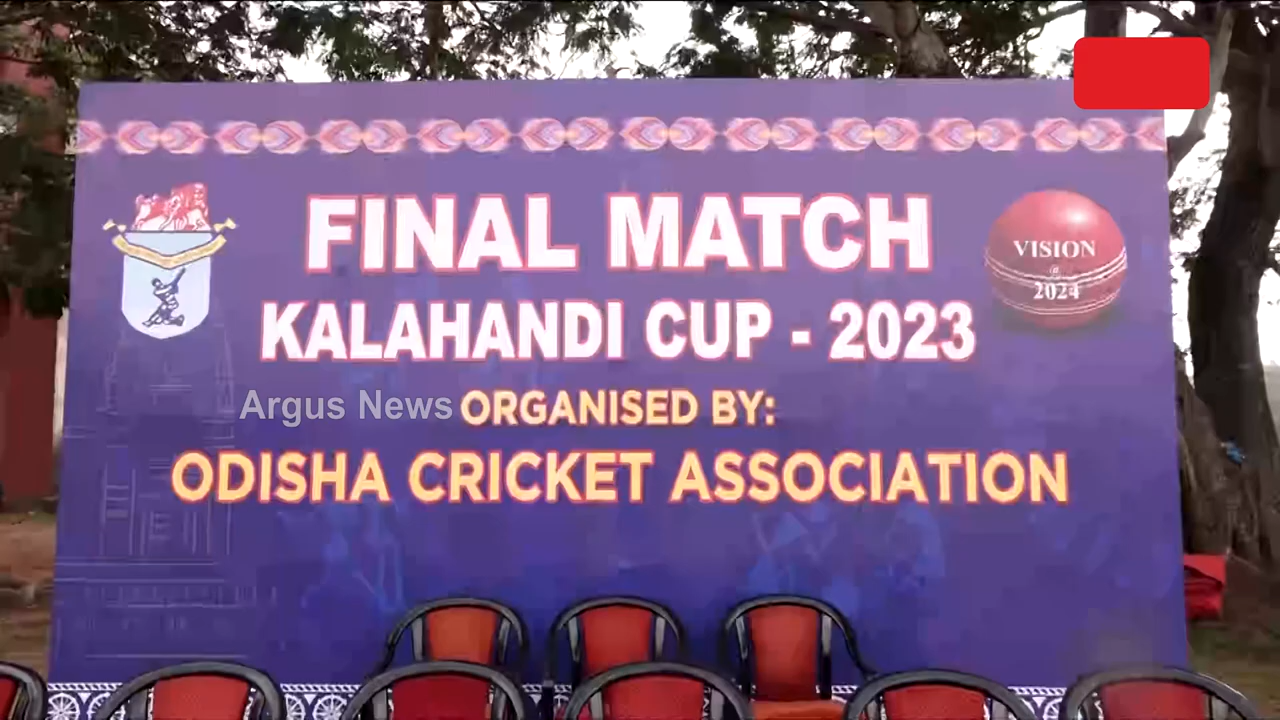 FINAL MATCH
VISION
@
2024
KALAHANDI CUP - 2023
Argus News
ORGANISED BY:
ODISHA CRICKET ASSOCIATION